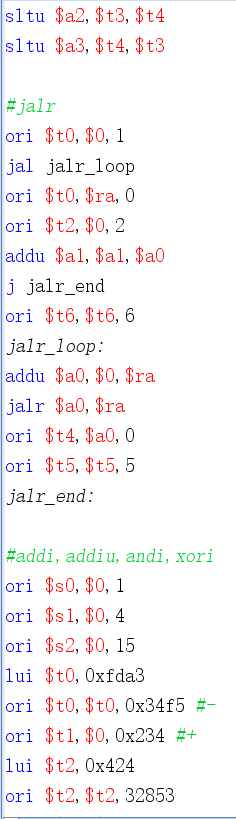 sltu $a2,$t3,$t4
sltu $a3,$t4,$t3
#jalr
ori $t0,$0,1
jal jalr_loop
ori $t0,$ra,0
ori $t2,$0,2
addu $a1,$a1,$a0
j jalr_end
ori $t6,$t6,6
jalr_loop:
addu $a0,$0,$ra
jalr $a0,$ra
ori $t4,$a0,0
ori $t5,$t5,5
jalr_end:
#addi,addiu,andi,xori
ori $s0,$0,1
ori $s1,$0,4
ori $s2,$0,15
lui $t0,0xfda3
ori $t0,$t0,0x34f5 #-
ori $t1,$0,0x234 #+
lui $t2,0x424
ori $t2,$t2,32853